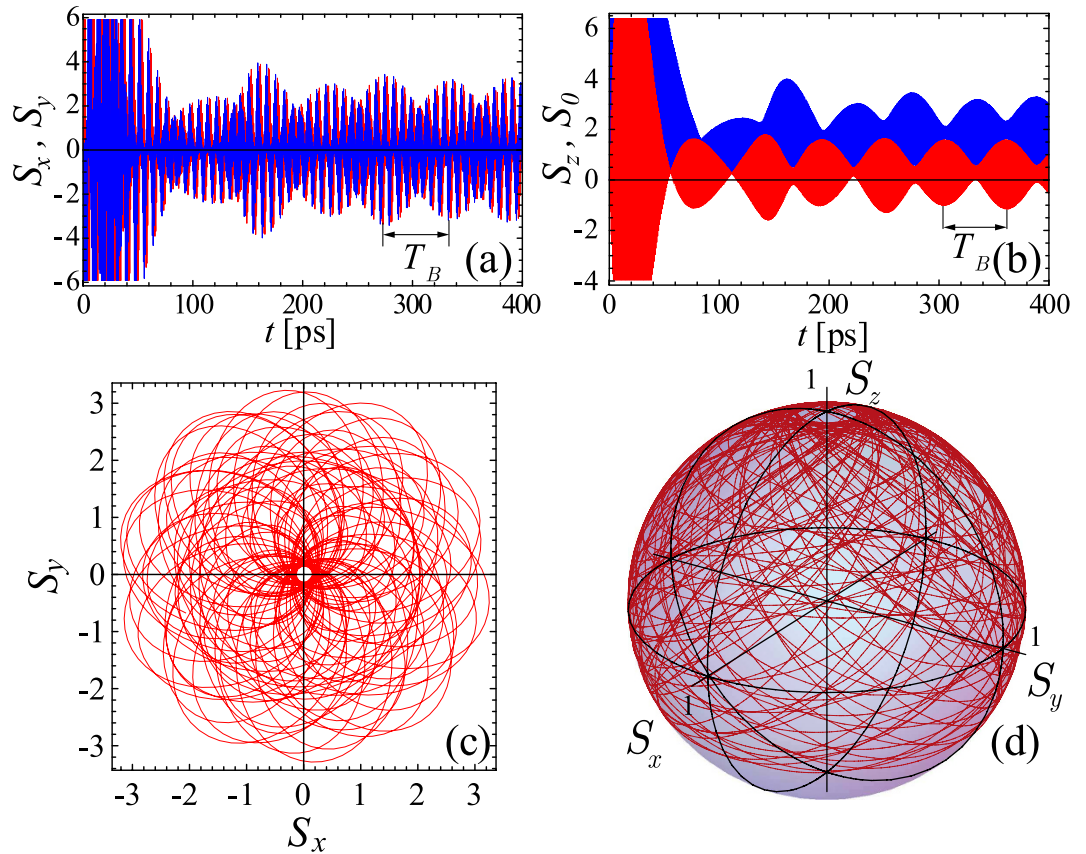 S_x , S_y
6
4
2
0
-2
-4
-6
0 100 200 300 400
t [ps]
T_B
(a)
S_z , S_0
6
4
2
0
-2
-4
0 100 200 300 400
t [ps]
T_B
(b)
S_y
3
2
1
0
-1
-2
-3
-3 -2 -1 0 1 2 3
S_x
(c)
1 S_z
1
S_y
1
S_x
(d)